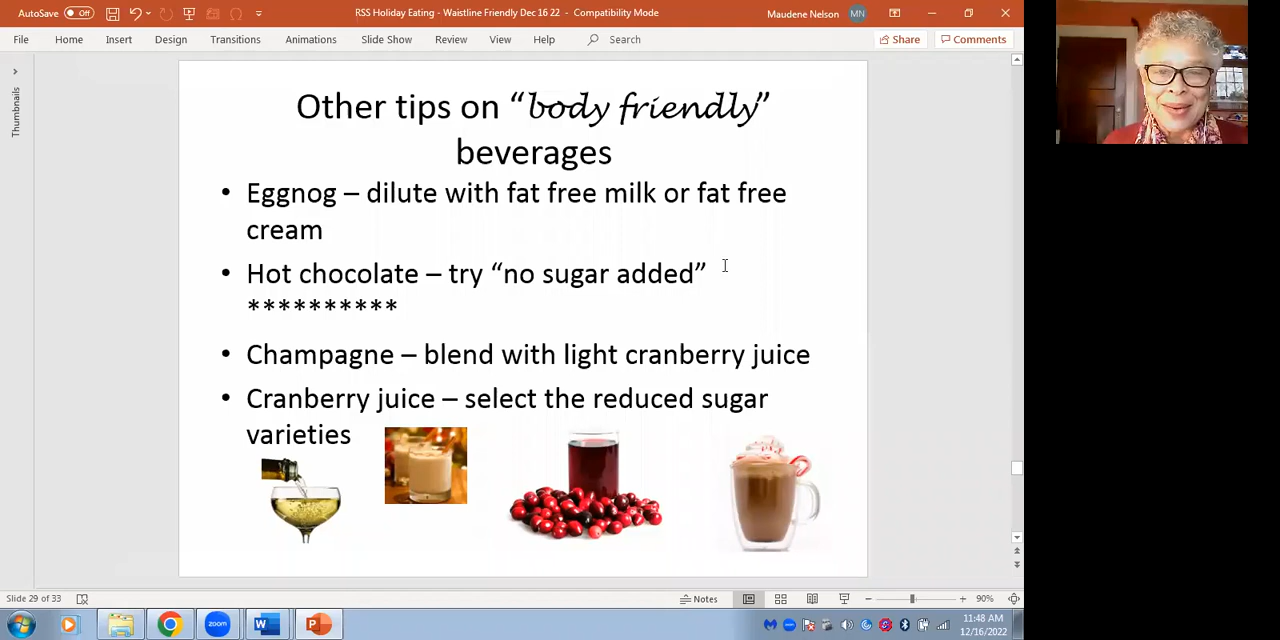 AutoSave Off
RSS Holiday Eating - Waistline Friendly Dec 16 22 - Compatibility Mode
Maudene Nelson MN
File Home Insert Design Transitions Animations Slide Show Review View Help Search Share Comments
Thumbnails
Other tips on “body friendly”
beverages
• Eggnog – dilute with fat free milk or fat free
cream
• Hot chocolate – try “no sugar added”
**********
• Champagne – blend with light cranberry juice
• Cranberry juice – select the reduced sugar
varieties
Slide 29 of 33 Notes 90%
zoom
11:48 AM
12/16/2022